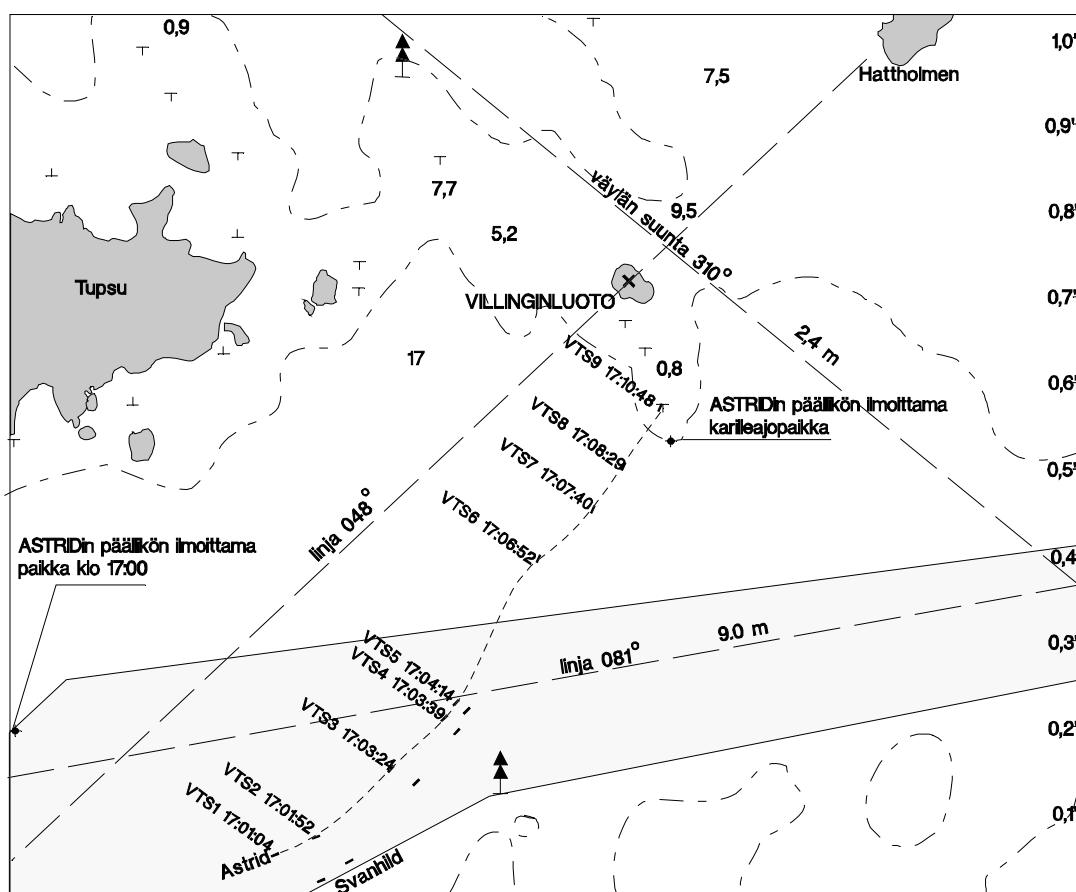 0,9
1,0'
7,5
Hattholmen
0,9'
7,7
väylän suunta 310°
9,5
0,8'
5,2
Tupsu
VILLINGINLUOTO
0,7'
17
2,4 m
0,8
0,6'
VTS9 17:10:48
ASTRIDin päällikön ilmoittama
karilleajopaikka
VTS8 17:08:29
VTS7 17:07:40
0,5'
VTS6 17:06:52
linja 048°
ASTRIDin päällikön ilmoittama
paikka klo 17:00
0,4'
VTS5 17:04:14
VTS4 17:03:39
9.0 m
linja 081°
0,3'
VTS3 17:03:24
0,2'
VTS2 17:01:52
VTS1 17:01:04
0,1'
Astrid
Svanhild